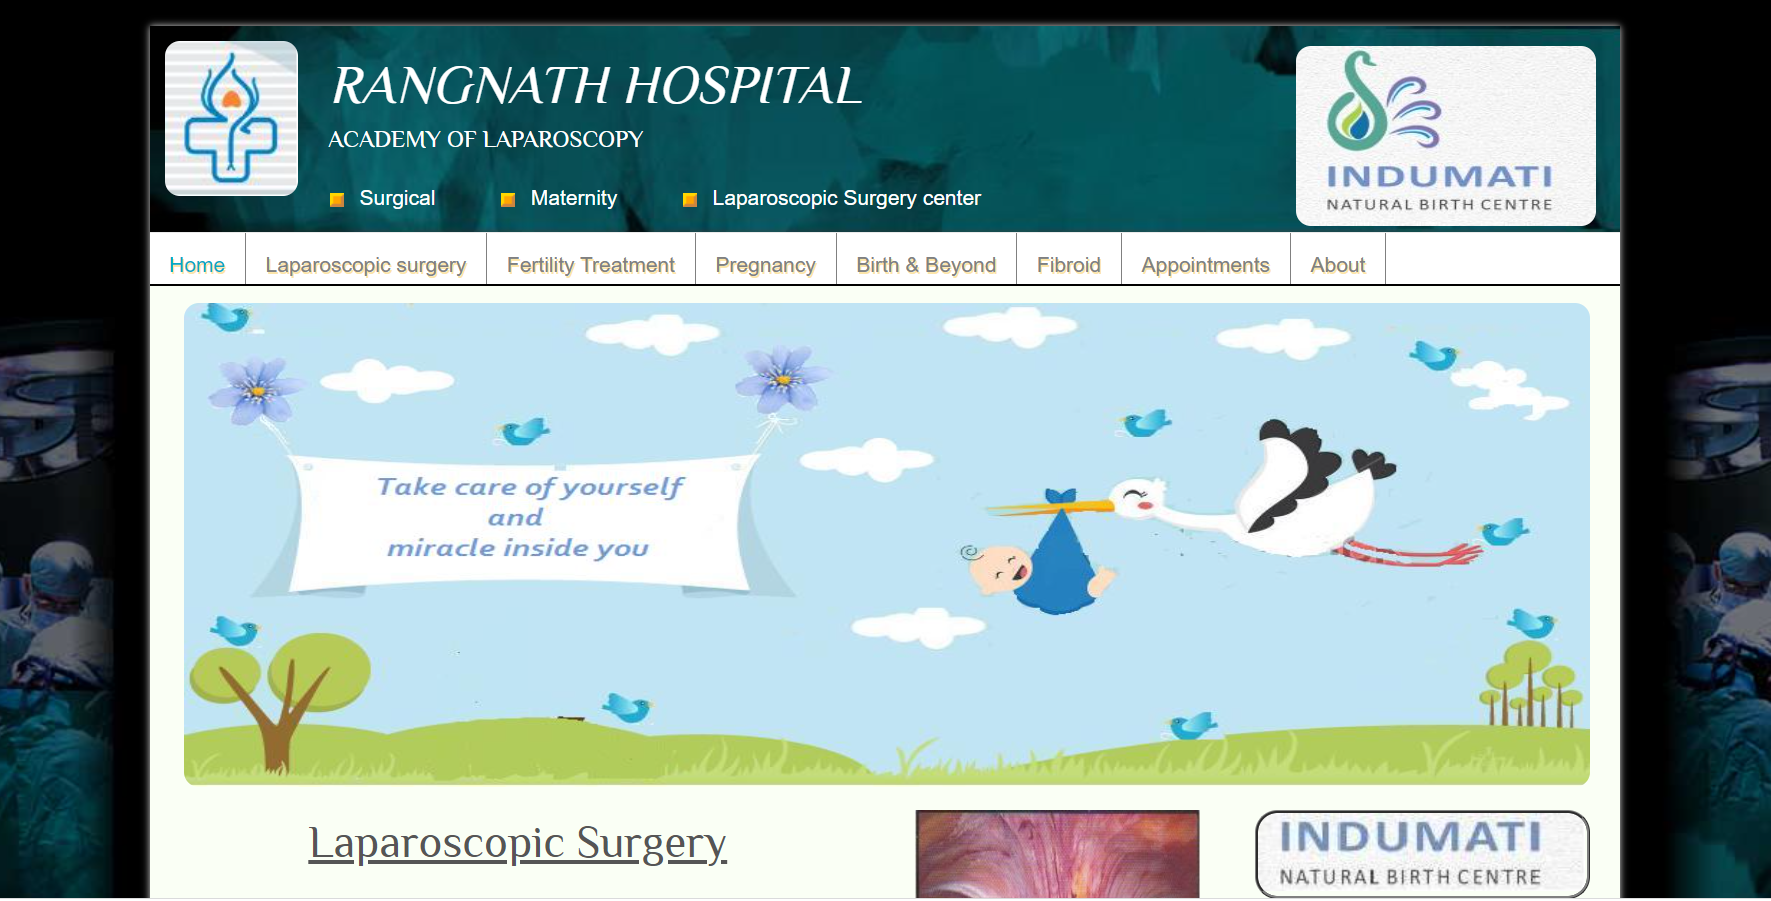 RANGNATH HOSPITAL
ACADEMY OF LAPAROSCOPY
Surgical Maternity Laparoscopic Surgery center
INDUMATI
NATURAL BIRTH CENTRE
Home Laparoscopic surgery Fertility Treatment Pregnancy Birth & Beyond Fibroid Appointments About
Take care of yourself
and
miracle inside you
Laparoscopic Surgery
INDUMATI
NATURAL BIRTH CENTRE